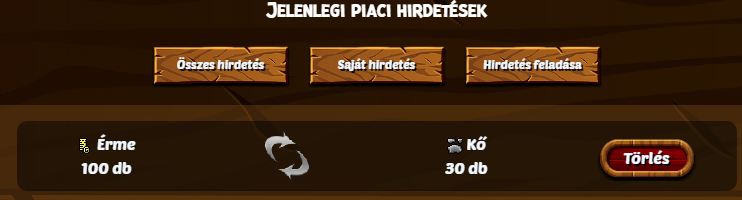 Jelenlegi piaci hirdetések
Összes hirdetés Saját hirdetés Hirdetés feladása
Érme Kő
100 db 30 db
Törlés